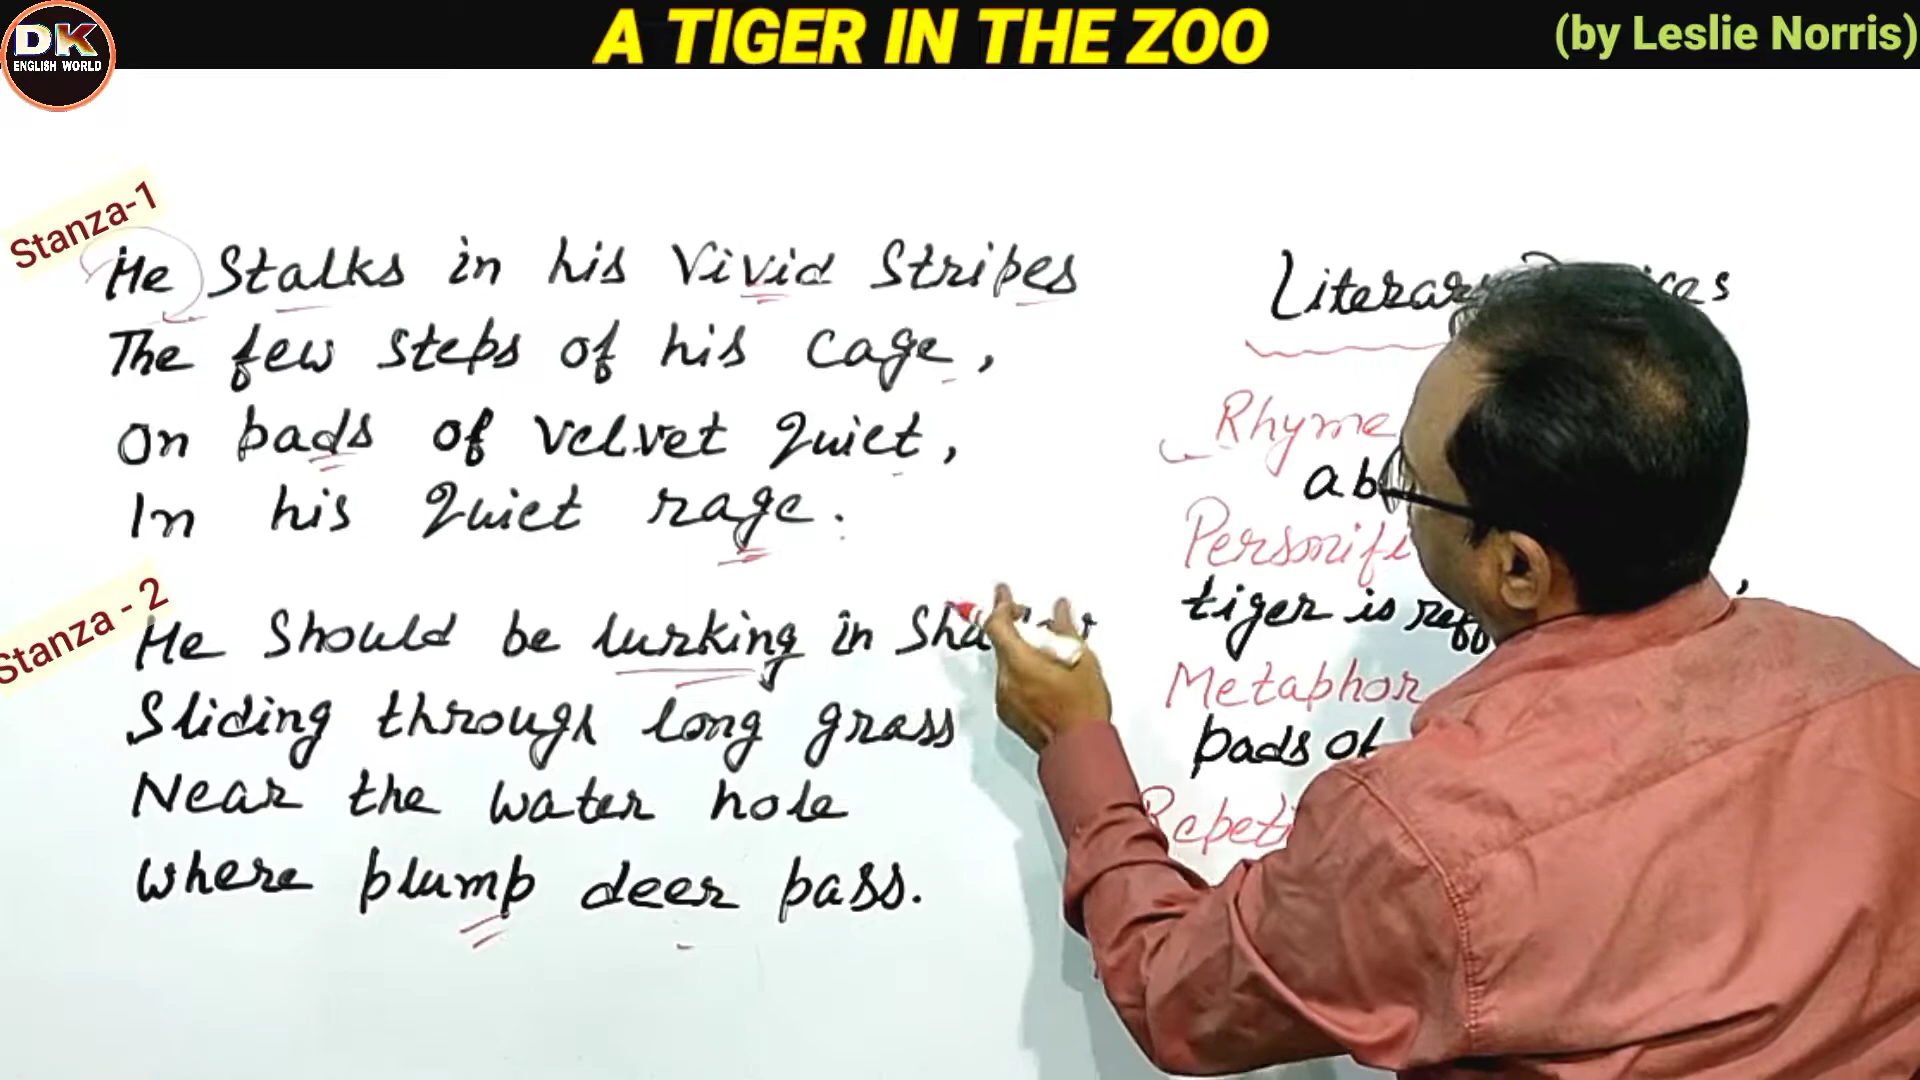 DK
ENGLISH WORLD
A TIGER IN THE ZOO
(by Leslie Norris)
Stanza-1
He Stalks in his Vivid Stripes
The few steps of his cage,
On pads of velvet quiet,
In his quiet rage.
Stanza - 2
He Should be lurking in
Sliding through long grass
Near the water hole
Where plump deer pass.
Rhyme
ab
tiger is
Metaphor
pads of